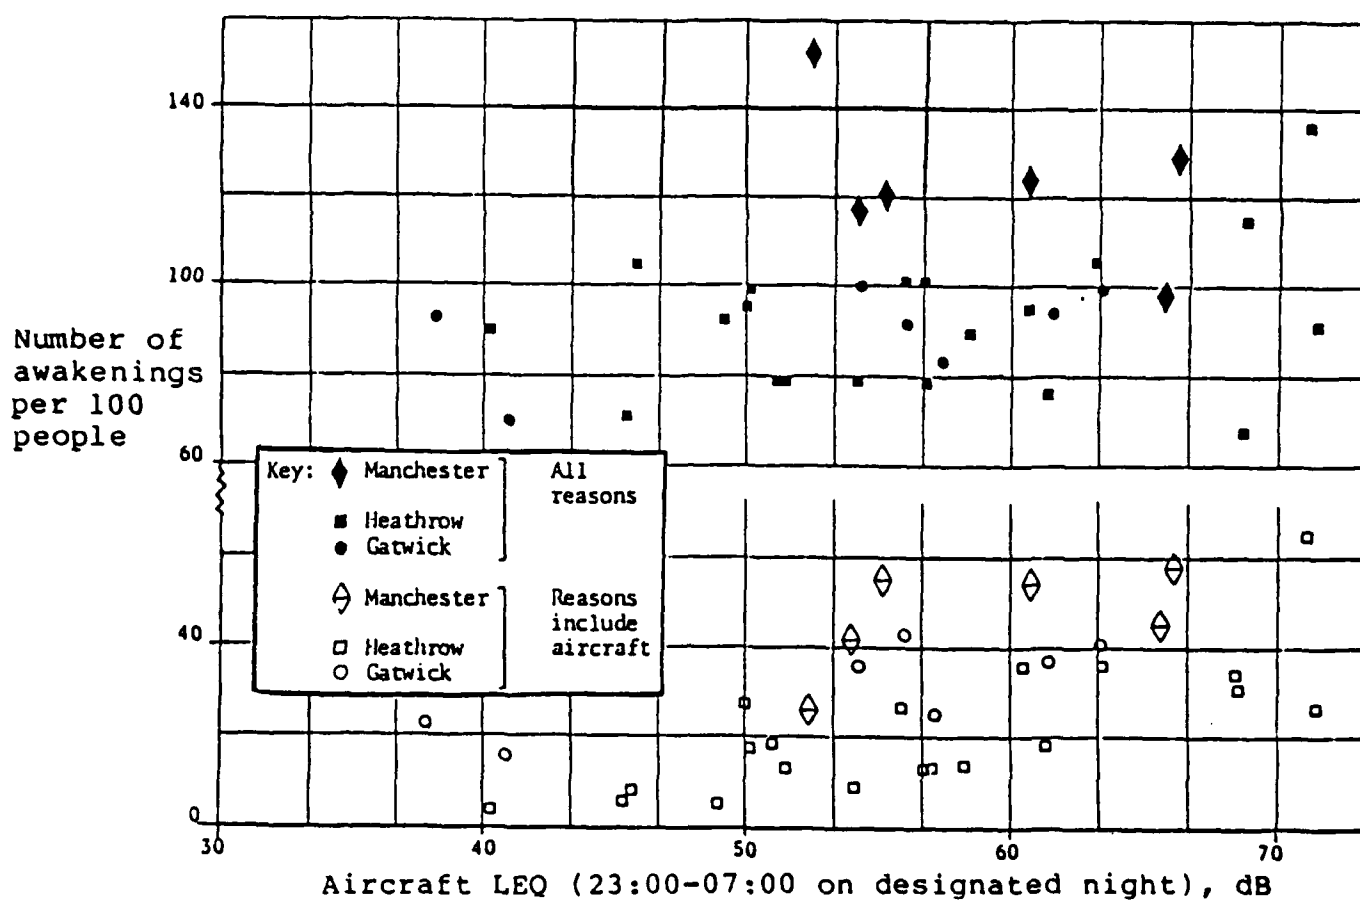 140
100
Number of
awakenings
per 100
people
60
Key: Manchester All
reasons
Heathrow
Gatwick
Manchester Reasons
include
Heathrow aircraft
Gatwick
40
0
30 40 50 60 70
Aircraft LEQ (23:00-07:00 on designated night), dB